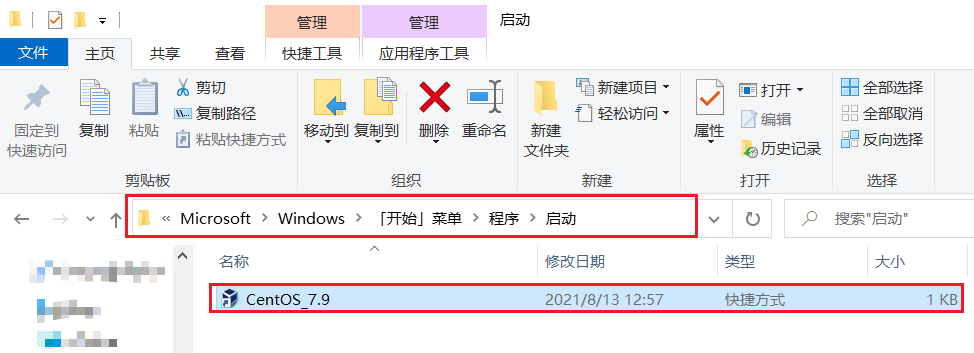 管理 管理 启动
文件 主页 共享 查看 快捷工具 应用程序工具
固定到快速访问
复制
粘贴
剪切
复制路径
粘贴快捷方式
剪贴板
移动到
复制到
删除
重命名
组织
新建文件夹
新建项目
轻松访问
新建
属性
打开
编辑
历史记录
打开
全部选择
全部取消
反向选择
选择
« Microsoft > Windows > 「开始」菜单 > 程序 > 启动
搜索"启动"
名称 修改日期 类型 大小
CentOS_7.9 2021/8/13 12:57 快捷方式 1 KB